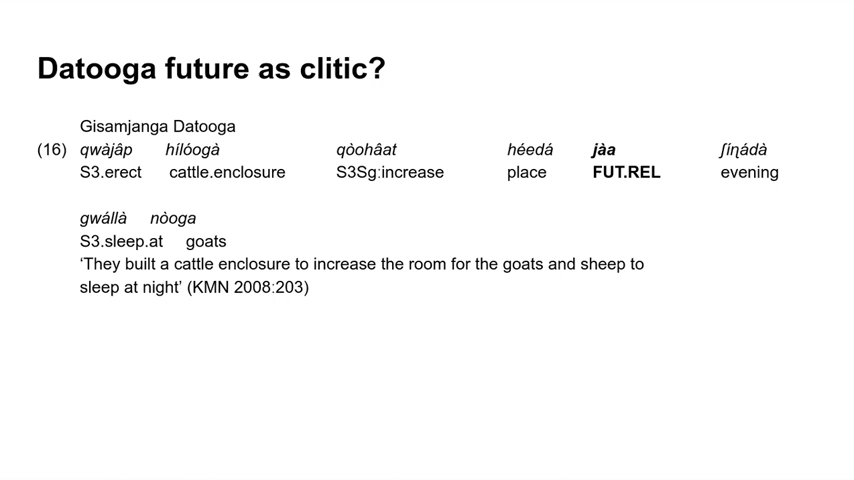 Datooga future as clitic?
Gisamjanga Datooga
(16) qwàjâp hílóogà qòohâat héedá jàa ʃíɳádà
S3.erect cattle.enclosure S3Sg:increase place FUT.REL evening
gwállà nòoga
S3.sleep.at goats
‘They built a cattle enclosure to increase the room for the goats and sheep to
sleep at night’ (KMN 2008:203)